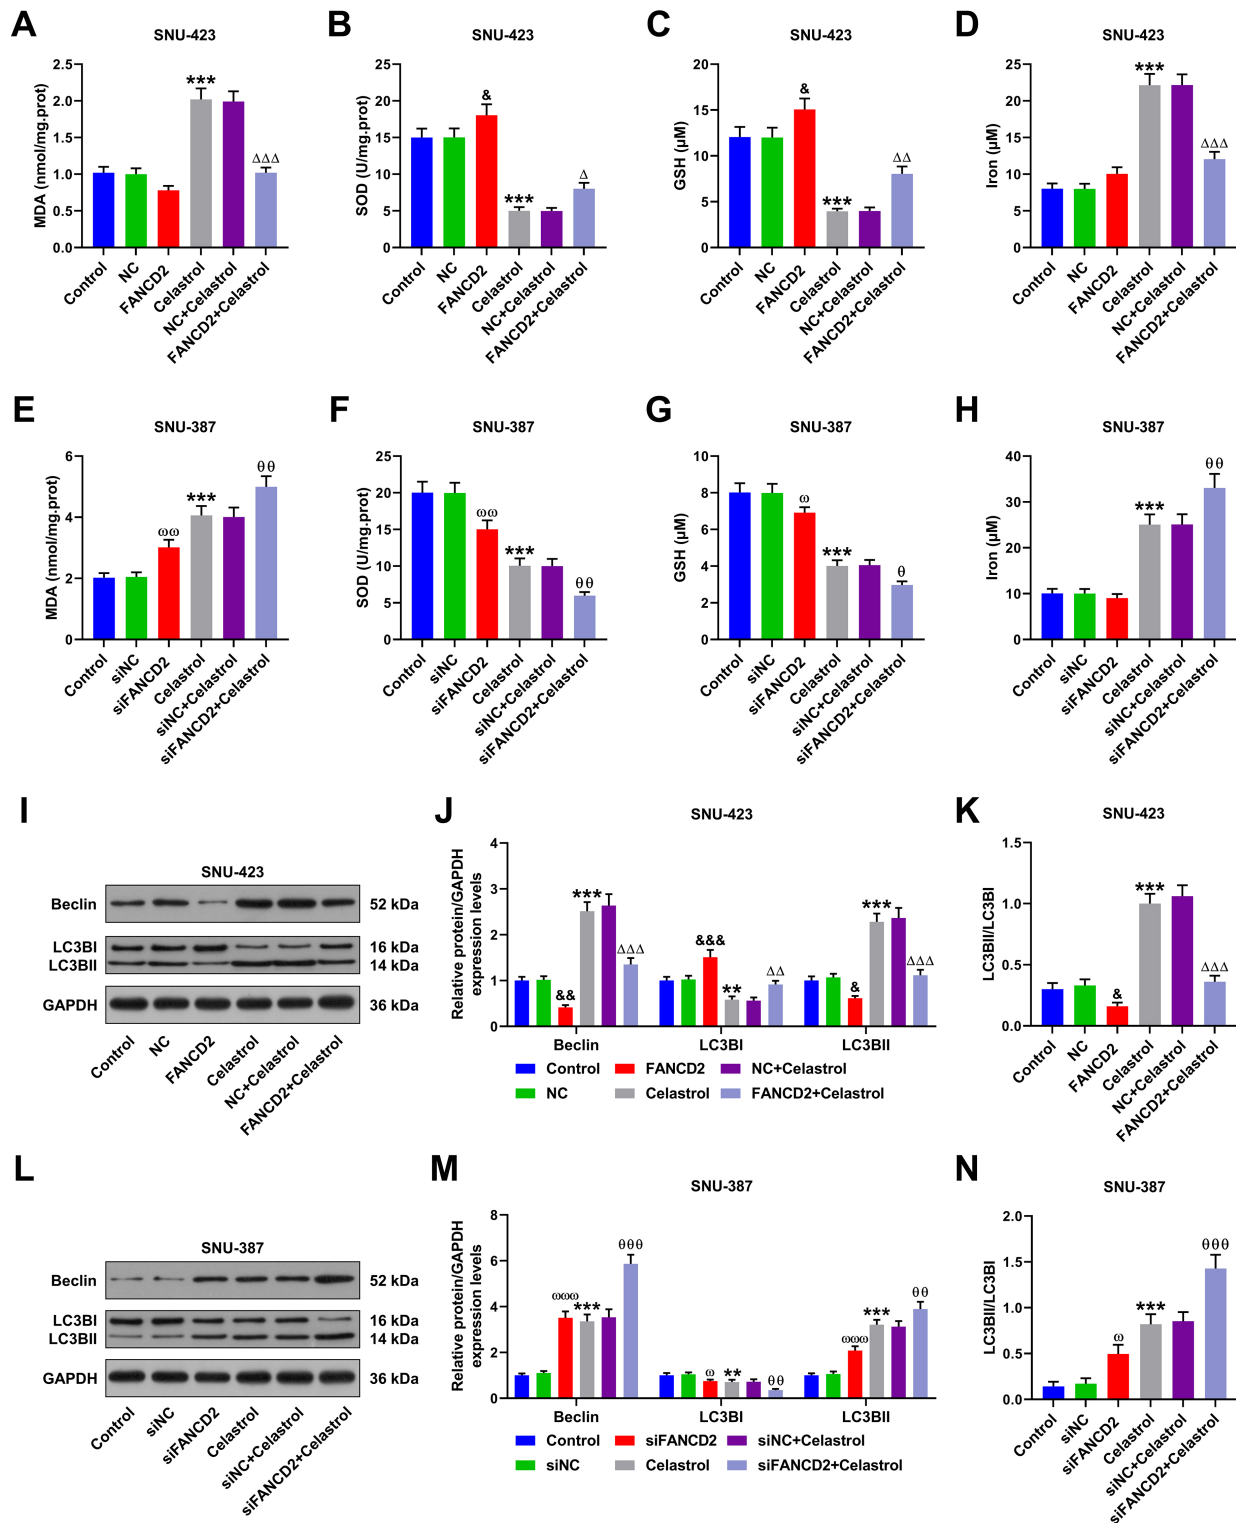 A
SNU-423
MDA (nmol/mg.prot)
2.5
2.0
1.5
1.0
0.5
0.0
***
ΔΔΔ
Control
NC
FANCD2
Celastrol
NC+Celastrol
FANCD2+Celastrol
B
SNU-423
SOD (U/mg.prot)
25
20
15
10
5
0
&
***
Δ
Control
NC
FANCD2
Celastrol
NC+Celastrol
FANCD2+Celastrol
C
SNU-423
GSH (μM)
20
15
10
5
0
&
***
ΔΔ
Control
NC
FANCD2
Celastrol
NC+Celastrol
FANCD2+Celastrol
D
SNU-423
Iron (μM)
25
20
15
10
5
0
***
ΔΔΔ
Control
NC
FANCD2
Celastrol
NC+Celastrol
FANCD2+Celastrol
E
SNU-387
MDA (nmol/mg.prot)
6
4
2
0
ωω
***
θθ
Control
siNC
siFANCD2
Celastrol
siNC+Celastrol
siFANCD2+Celastrol
F
SNU-387
SOD (U/mg.prot)
25
20
15
10
5
0
ωω
***
θθ
Control
siNC
siFANCD2
Celastrol
siNC+Celastrol
siFANCD2+Celastrol
G
SNU-387
GSH (μM)
10
8
6
4
2
0
ω
***
θ
Control
siNC
siFANCD2
Celastrol
siNC+Celastrol
siFANCD2+Celastrol
H
SNU-387
Iron (μM)
40
30
20
10
0
***
θθ
Control
siNC
siFANCD2
Celastrol
siNC+Celastrol
siFANCD2+Celastrol
I
SNU-423
Beclin 52 kDa
LC3BI 16 kDa
LC3BII 14 kDa
GAPDH 36 kDa
Control
NC
FANCD2
Celastrol
NC+Celastrol
FANCD2+Celastrol
J
SNU-423
Relative protein/GAPDH
expression levels
4
3
2
1
0
&&
***
ΔΔΔ
&&&
**
ΔΔ
&
***
ΔΔΔ
Beclin LC3BI LC3BII
Control FANCD2 NC+Celastrol
NC Celastrol FANCD2+Celastrol
K
SNU-423
LC3BII/LC3BI
1.5
1.0
0.5
0.0
&
***
ΔΔΔ
Control
NC
FANCD2
Celastrol
NC+Celastrol
FANCD2+Celastrol
L
SNU-387
Beclin 52 kDa
LC3BI 16 kDa
LC3BII 14 kDa
GAPDH 36 kDa
Control
siNC
siFANCD2
Celastrol
siNC+Celastrol
siFANCD2+Celastrol
M
SNU-387
Relative protein/GAPDH
expression levels
8
6
4
2
0
ωωω
***
θθθ
ω
**
θθ
ωωω
***
θθ
Beclin LC3BI LC3BII
Control siFANCD2 siNC+Celastrol
siNC Celastrol siFANCD2+Celastrol
N
SNU-387
LC3BII/LC3BI
2.0
1.5
1.0
0.5
0.0
ω
***
θθθ
Control
siNC
siFANCD2
Celastrol
siNC+Celastrol
siFANCD2+Celastrol